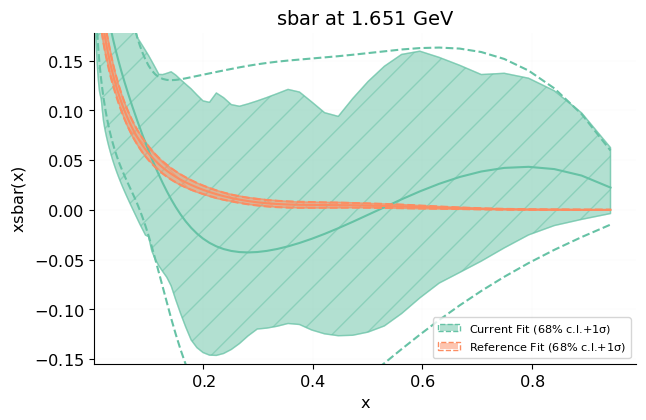 sbar at 1.651 GeV
xsbar(x)
0.15
0.10
0.05
0.00
−0.05
−0.10
−0.15
0.2 0.4 0.6 0.8
x
Current Fit (68% c.l.+1σ)
Reference Fit (68% c.l.+1σ)